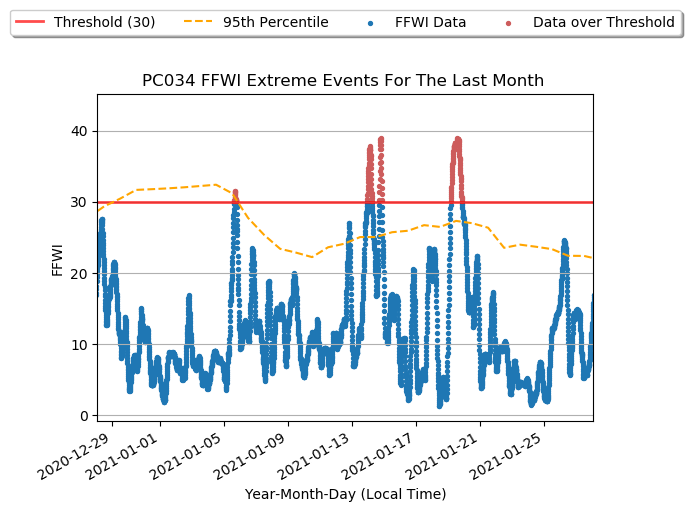 Threshold (30) 95th Percentile FFWI Data Data over Threshold
PC034 FFWI Extreme Events For The Last Month
40
30
20
10
0
FFWI
2020-12-29 2021-01-01 2021-01-05 2021-01-09 2021-01-13 2021-01-17 2021-01-21 2021-01-25
Year-Month-Day (Local Time)